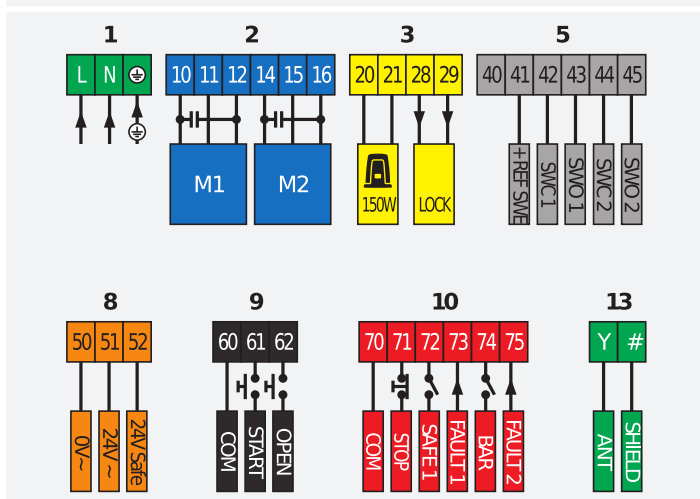 1 2 3 5
L N
10 11 12 14 15 16
20 21 28 29
40 41 42 43 44 45
M1 M2
150W LOCK
+REF SWE
SWC 1
SWO 1
SWC 2
SWO 2
8 9 10 13
50 51 52
60 61 62
70 71 72 73 74 75
Y #
0V~
24V ~
24V Safe
COM
START
OPEN
COM
STOP
SAFE 1
FAULT 1
BAR
FAULT 2
ANT
SHIELD